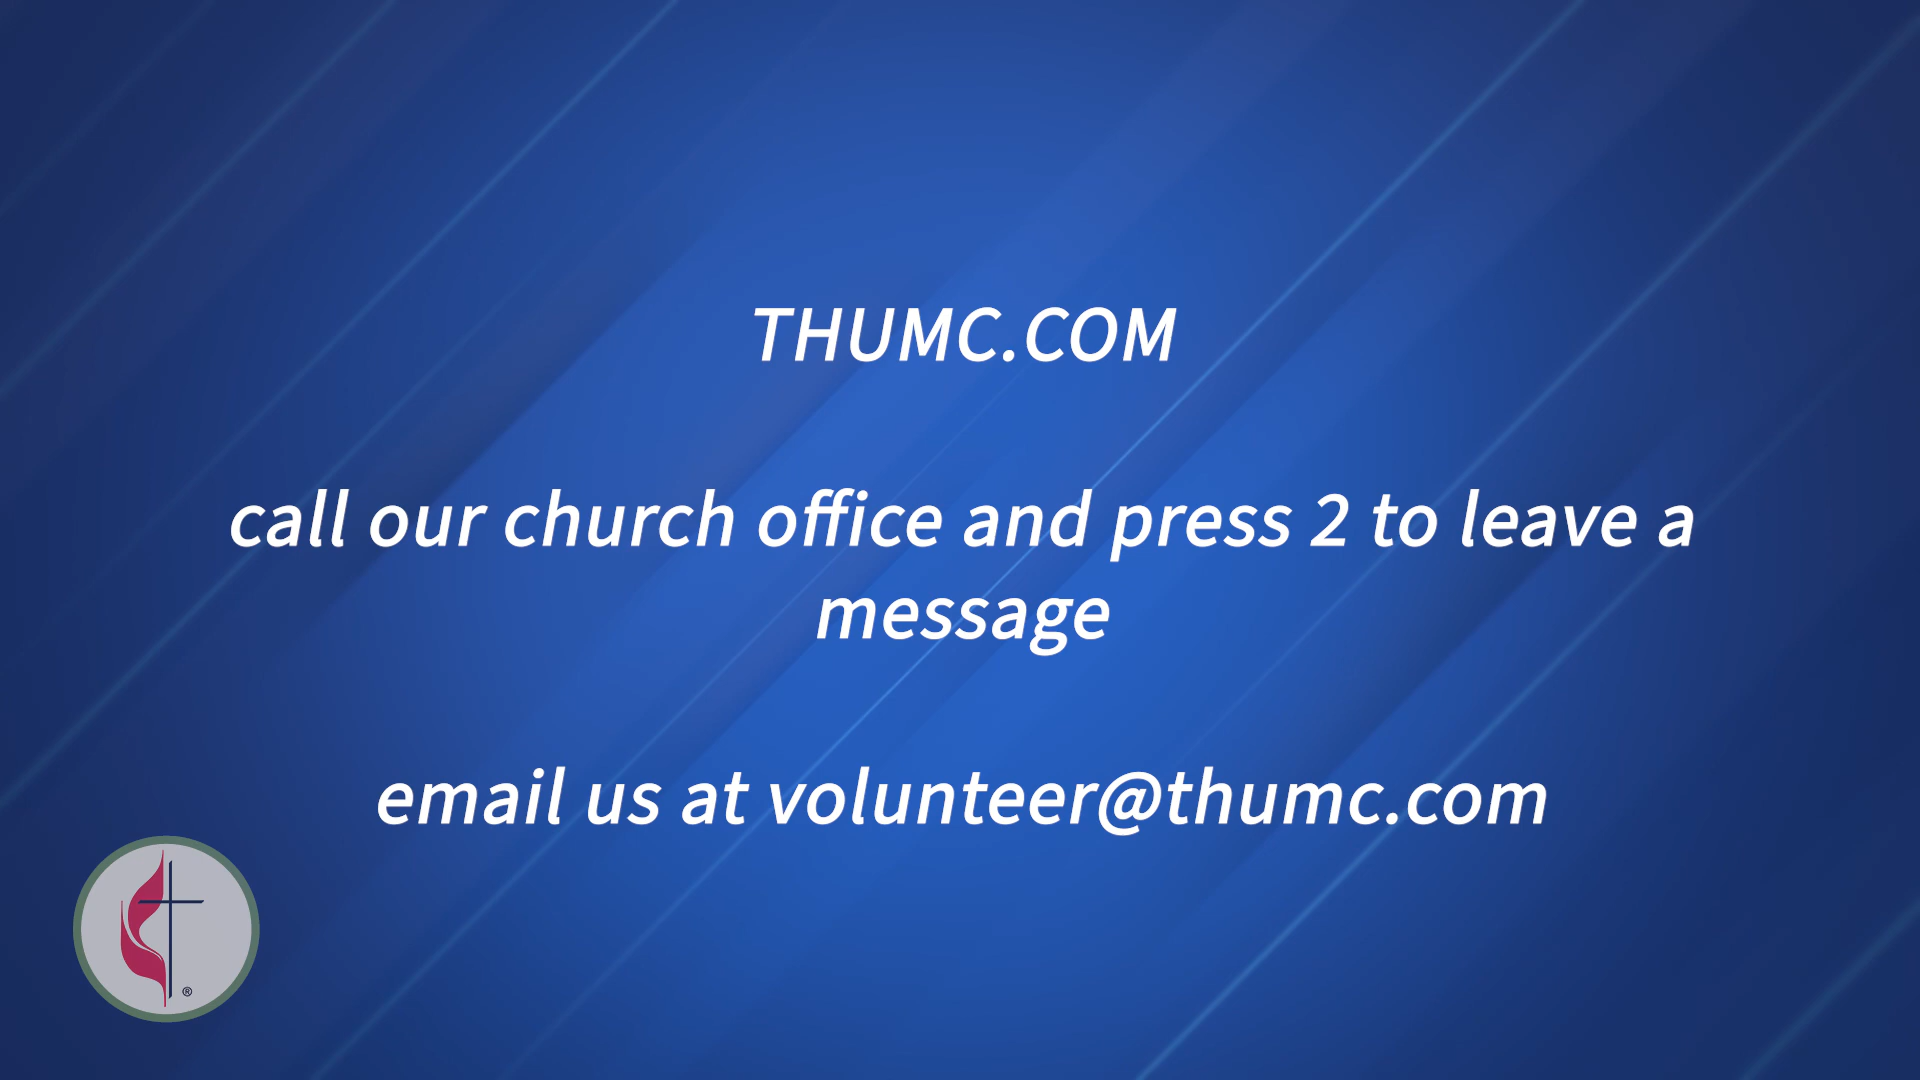 THUMC.COM
call our church office and press 2 to leave a
message
email us at volunteer@thumc.com
®